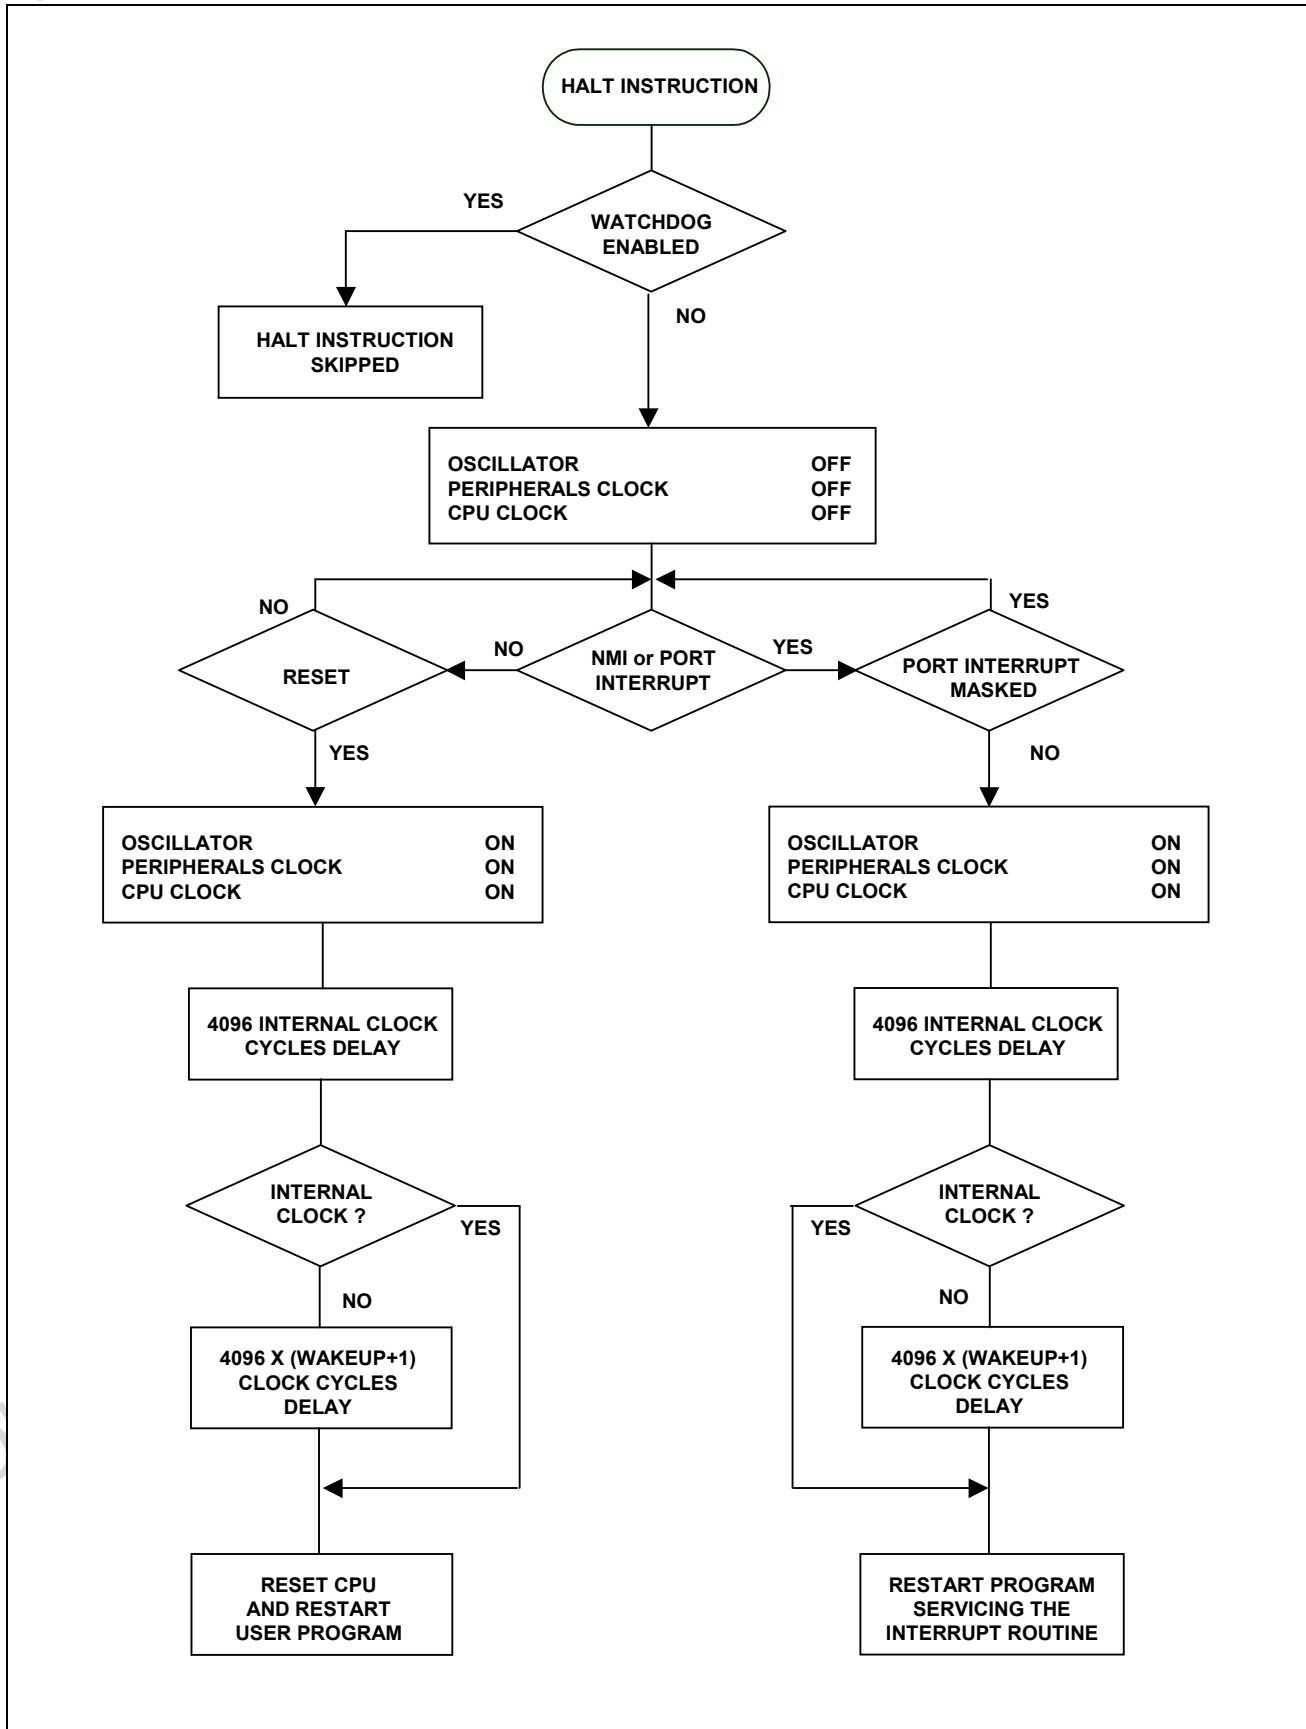 HALT INSTRUCTION
YES
WATCHDOG
ENABLED
NO
HALT INSTRUCTION
SKIPPED
OSCILLATOR OFF
PERIPHERALS CLOCK OFF
CPU CLOCK OFF
NO
YES
RESET
NO
NMI or PORT
INTERRUPT
YES
PORT INTERRUPT
MASKED
YES
NO
OSCILLATOR ON
PERIPHERALS CLOCK ON
CPU CLOCK ON
OSCILLATOR ON
PERIPHERALS CLOCK ON
CPU CLOCK ON
4096 INTERNAL CLOCK
CYCLES DELAY
4096 INTERNAL CLOCK
CYCLES DELAY
INTERNAL
CLOCK ?
YES
YES
INTERNAL
CLOCK ?
NO
NO
4096 X (WAKEUP+1)
CLOCK CYCLES
DELAY
4096 X (WAKEUP+1)
CLOCK CYCLES
DELAY
RESET CPU
AND RESTART
USER PROGRAM
RESTART PROGRAM
SERVICING THE
INTERRUPT ROUTINE